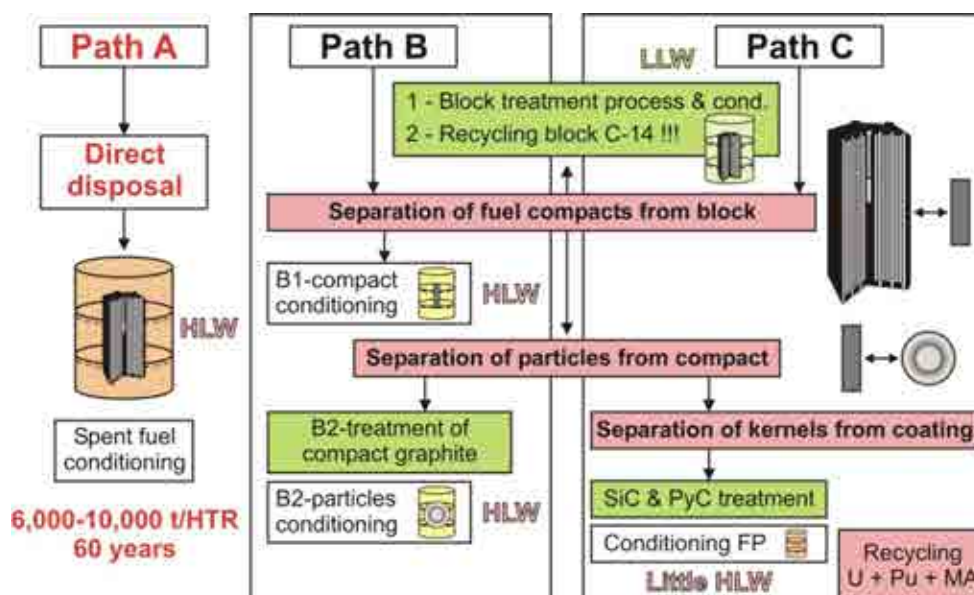 Path A
Direct
disposal
HLW
Spent fuel
conditioning
6,000-10,000 t/HTR
60 years
Path B
Path C
LLW
1 - Block treatment process & cond.
2 - Recycling block C-14 !!!
Separation of fuel compacts from block
B1-compact
conditioning
HLW
Separation of particles from compact
B2-treatment of
compact graphite
B2-particles
conditioning
HLW
Separation of kernels from coating
SiC & PyC treatment
Conditioning FP
Little HLW
Recycling
U + Pu + MA